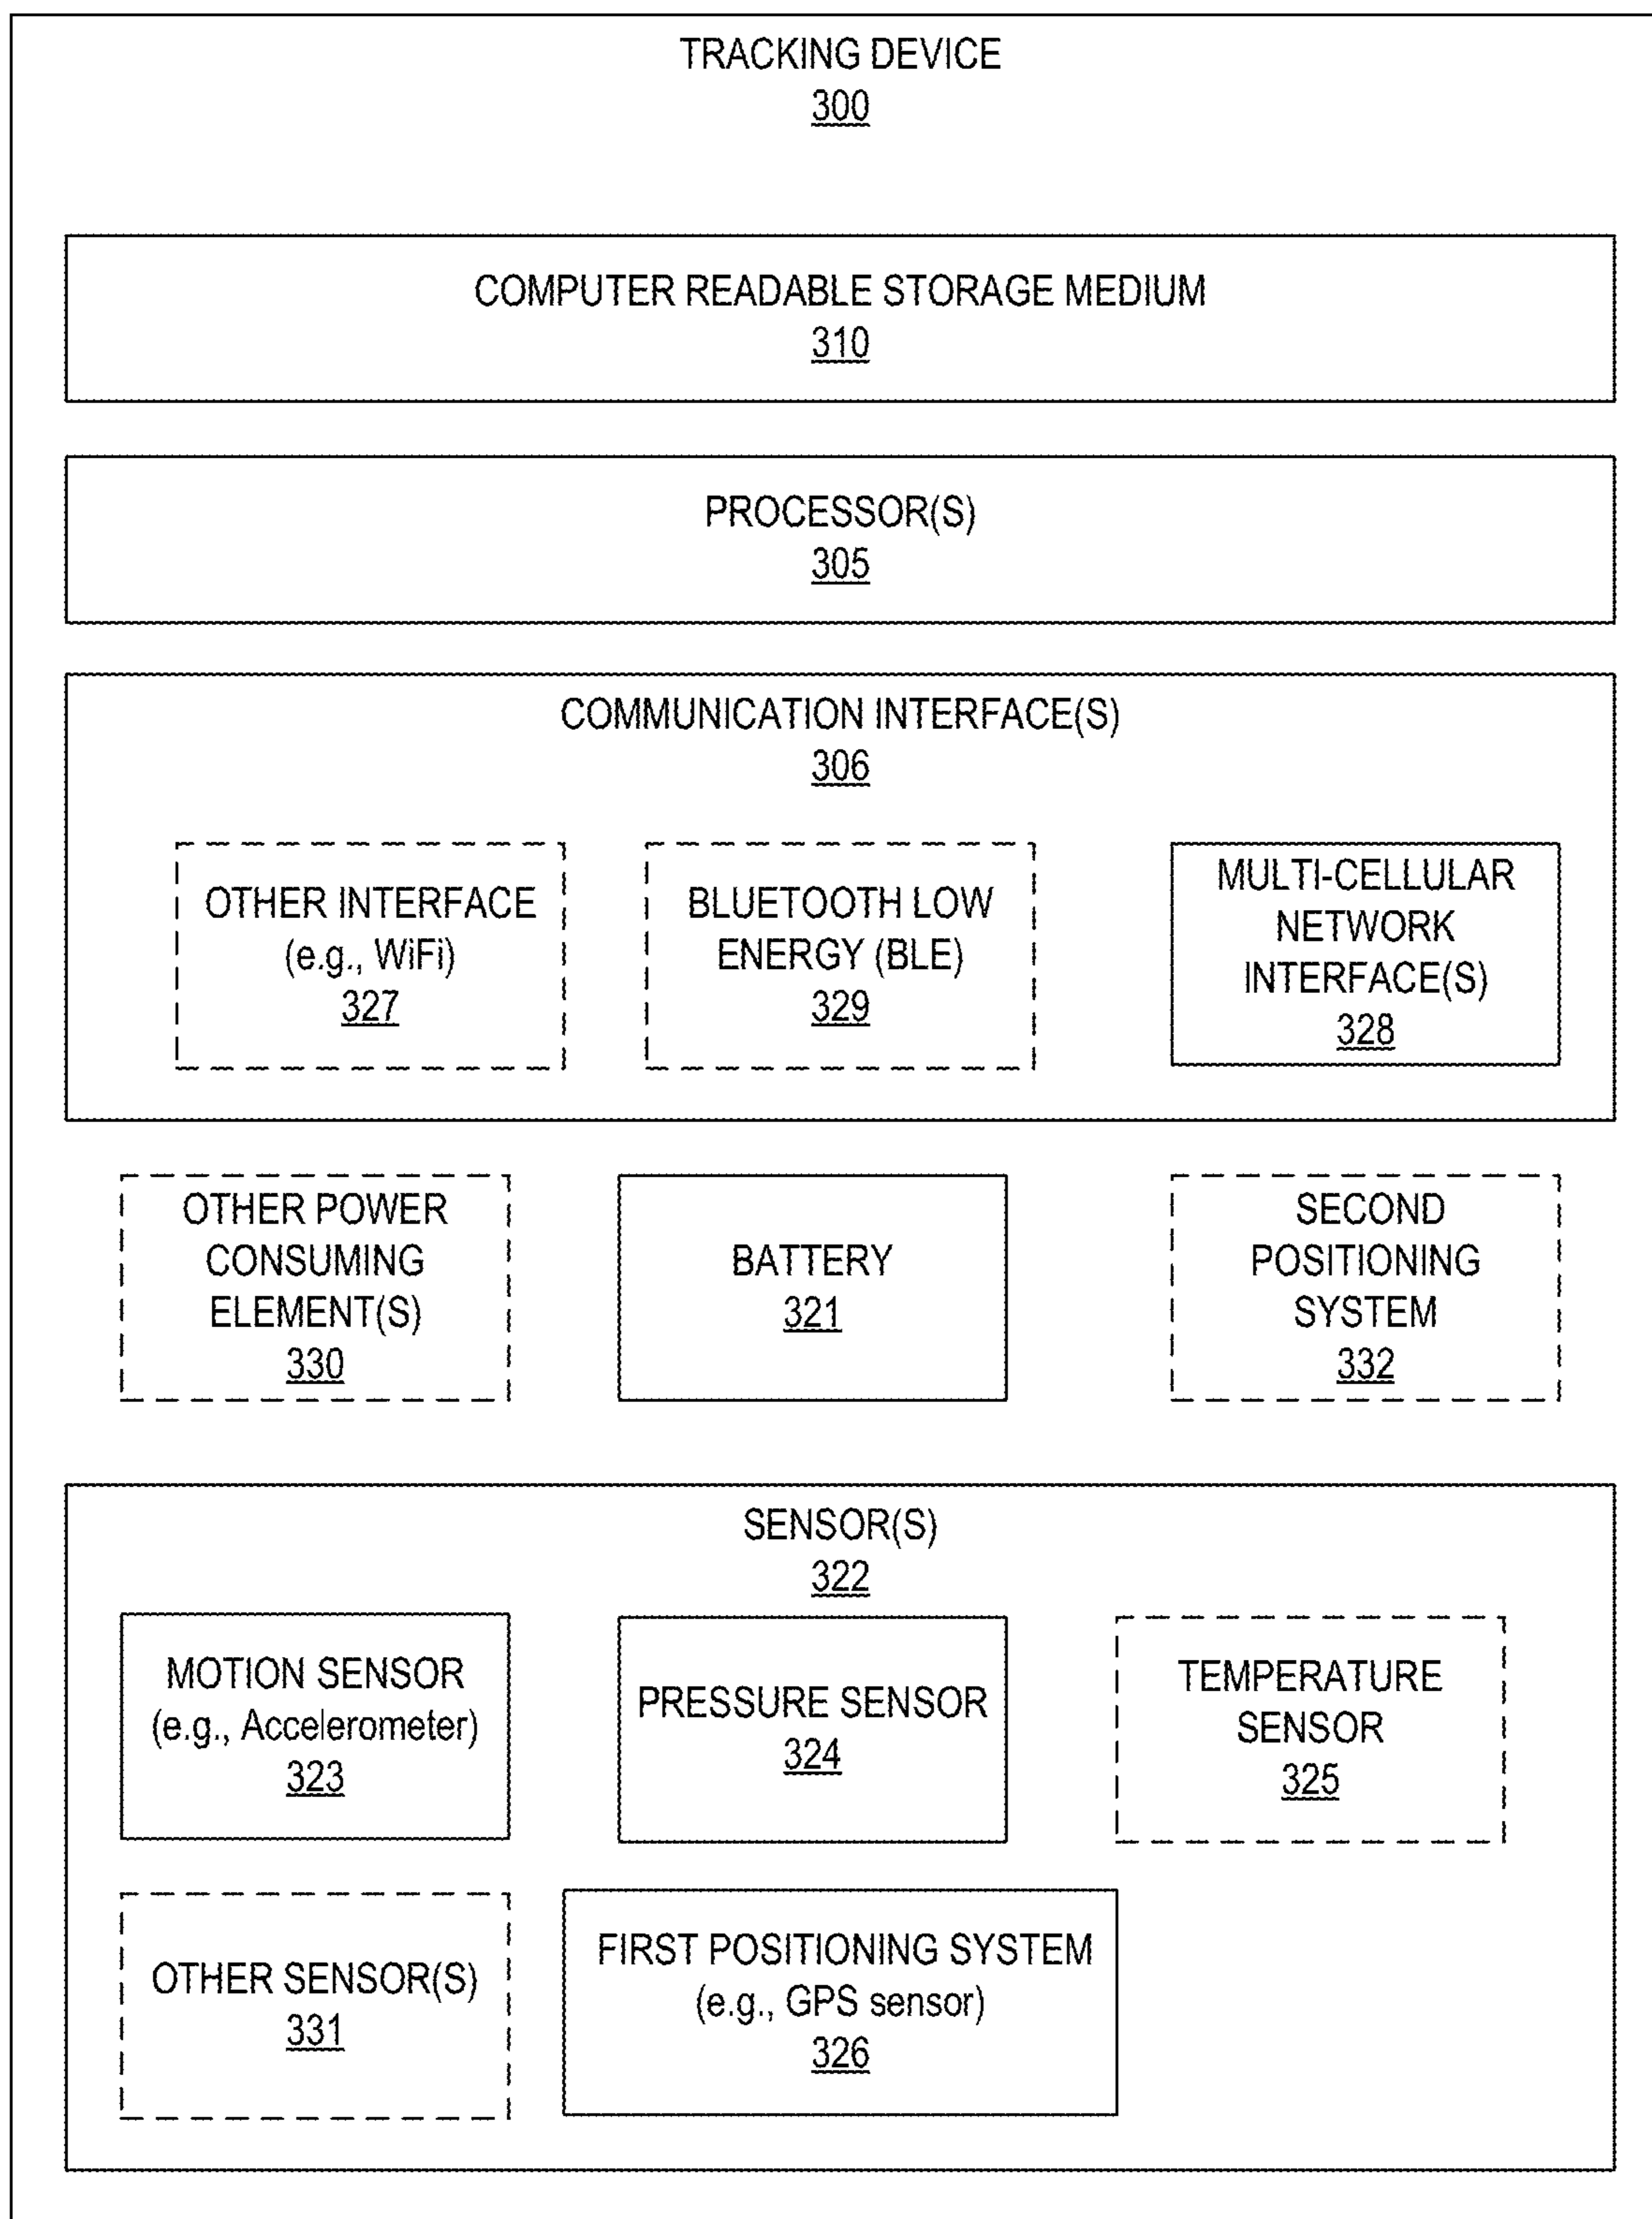 TRACKING DEVICE
300
COMPUTER READABLE STORAGE MEDIUM
310
PROCESSOR(S)
305
COMMUNICATION INTERFACE(S)
306
OTHER INTERFACE
(e.g., WiFi)
327
BLUETOOTH LOW
ENERGY (BLE)
329
MULTI-CELLULAR
NETWORK
INTERFACE(S)
328
OTHER POWER
CONSUMING
ELEMENT(S)
330
BATTERY
321
SECOND
POSITIONING
SYSTEM
332
SENSOR(S)
322
MOTION SENSOR
(e.g., Accelerometer)
323
PRESSURE SENSOR
324
TEMPERATURE
SENSOR
325
OTHER SENSOR(S)
331
FIRST POSITIONING SYSTEM
(e.g., GPS sensor)
326